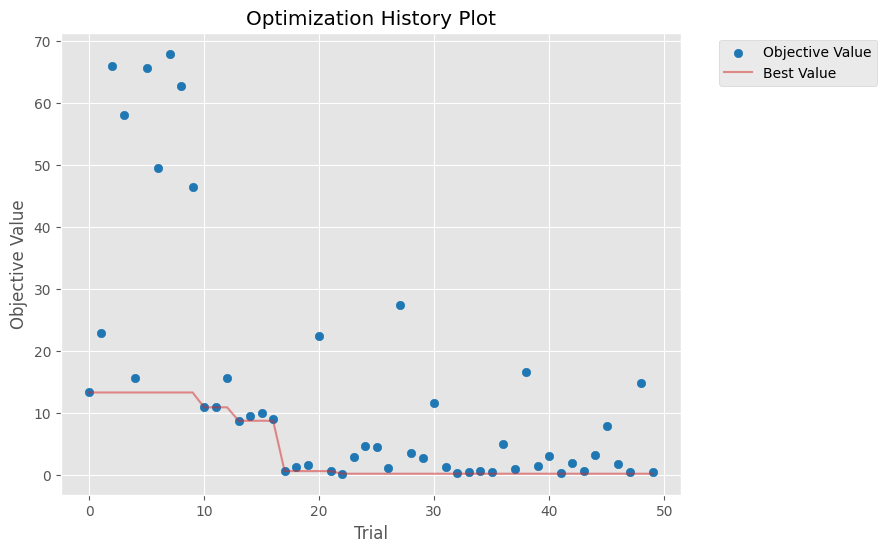 Optimization History Plot
Objective Value
Best Value
70
60
50
40
30
20
10
0
Objective Value
0 10 20 30 40 50
Trial